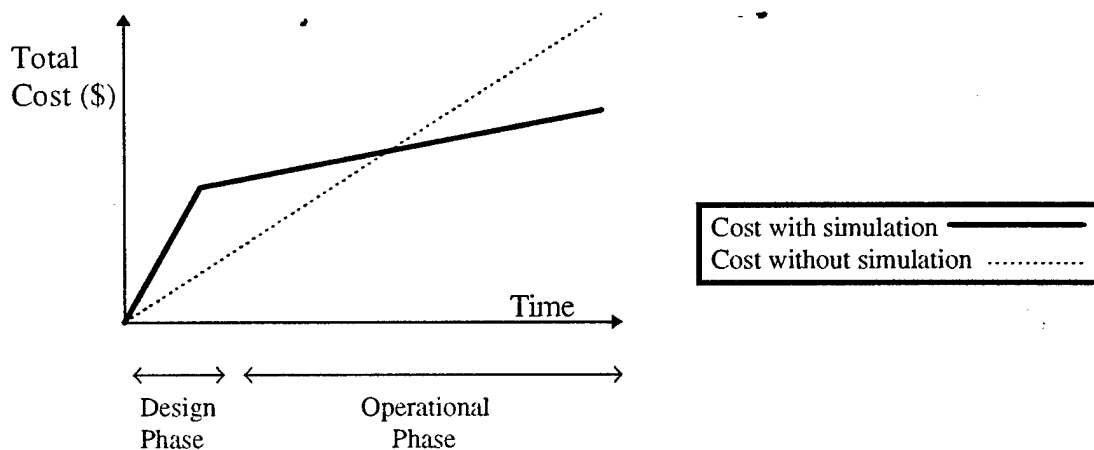 Total
Cost ($)
Time
Cost with simulation
Cost without simulation
Design
Phase
Operational
Phase